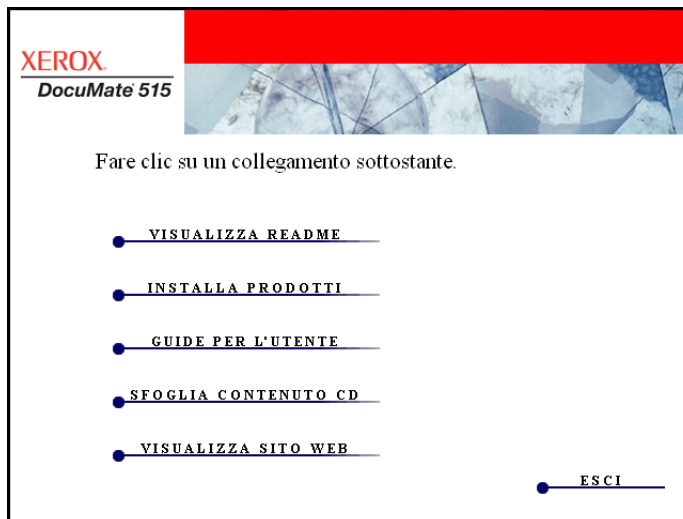 XEROX.
DocuMate 515
Fare clic su un collegamento sottostante.
VISUALIZZA README
INSTALLA PRODOTTI
GUIDE PER L'UTENTE
SFOGLIA CONTENUTO CD
VISUALIZZA SITO WEB
ESCI